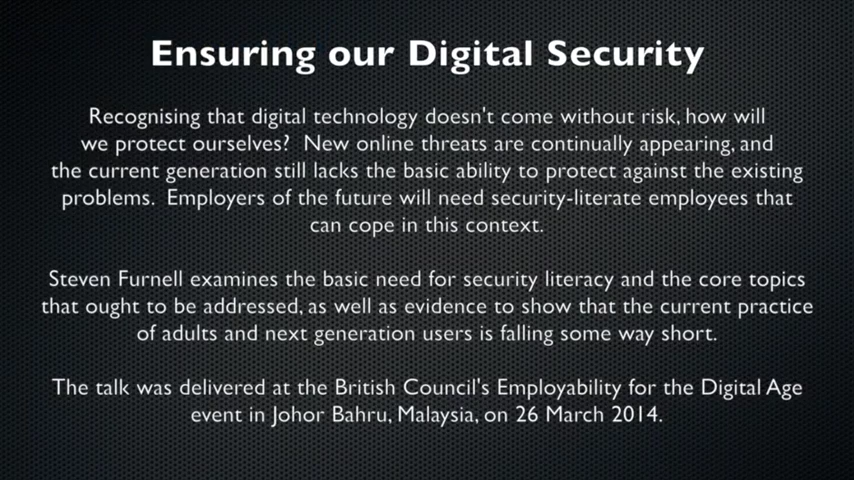 Ensuring our Digital Security
Recognising that digital technology doesn't come without risk, how will
we protect ourselves? New online threats are continually appearing, and
the current generation still lacks the basic ability to protect against the existing
problems. Employers of the future will need security-literate employees that
can cope in this context.
Steven Furnell examines the basic need for security literacy and the core topics
that ought to be addressed, as well as evidence to show that the current practice
of adults and next generation users is falling some way short.
The talk was delivered at the British Council's Employability for the Digital Age
event in Johor Bahru, Malaysia, on 26 March 2014.